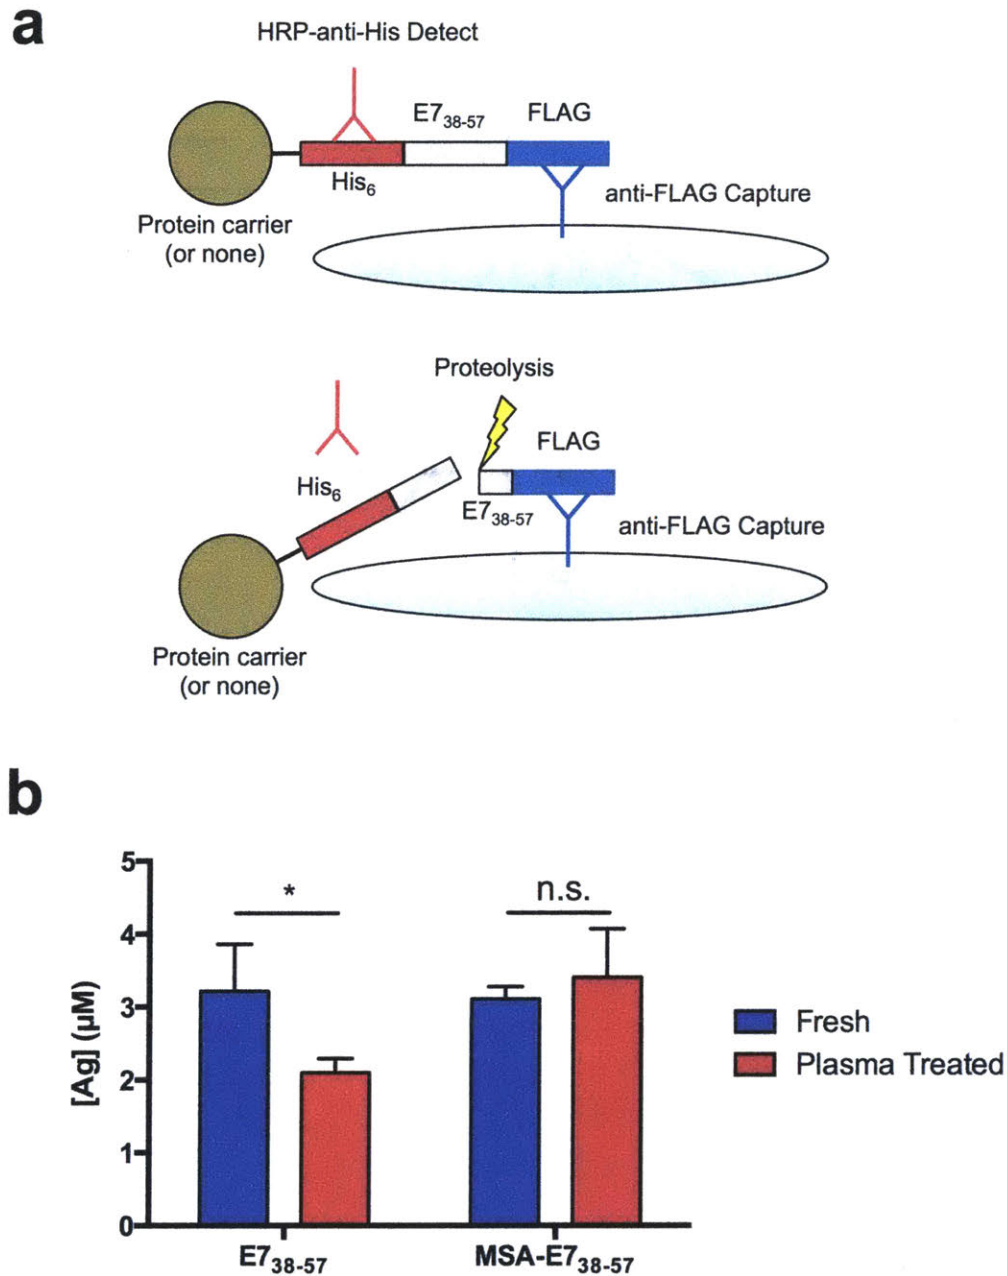 a
HRP-anti-His Detect
E7₃₈₋₅₇
FLAG
His₆
anti-FLAG Capture
Protein carrier
(or none)
Proteolysis
FLAG
His₆
E7₃₈₋₅₇
anti-FLAG Capture
Protein carrier
(or none)
b
5
*
n.s.
4
3
2
1
0
[Ag] (µM)
Fresh
Plasma Treated
E7₃₈₋₅₇
MSA-E7₃₈₋₅₇